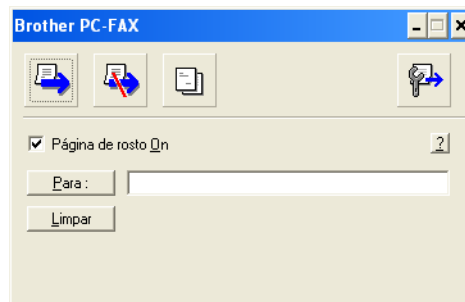 Brother PC-FAX
Página de rosto On
?
Para :
Limpar